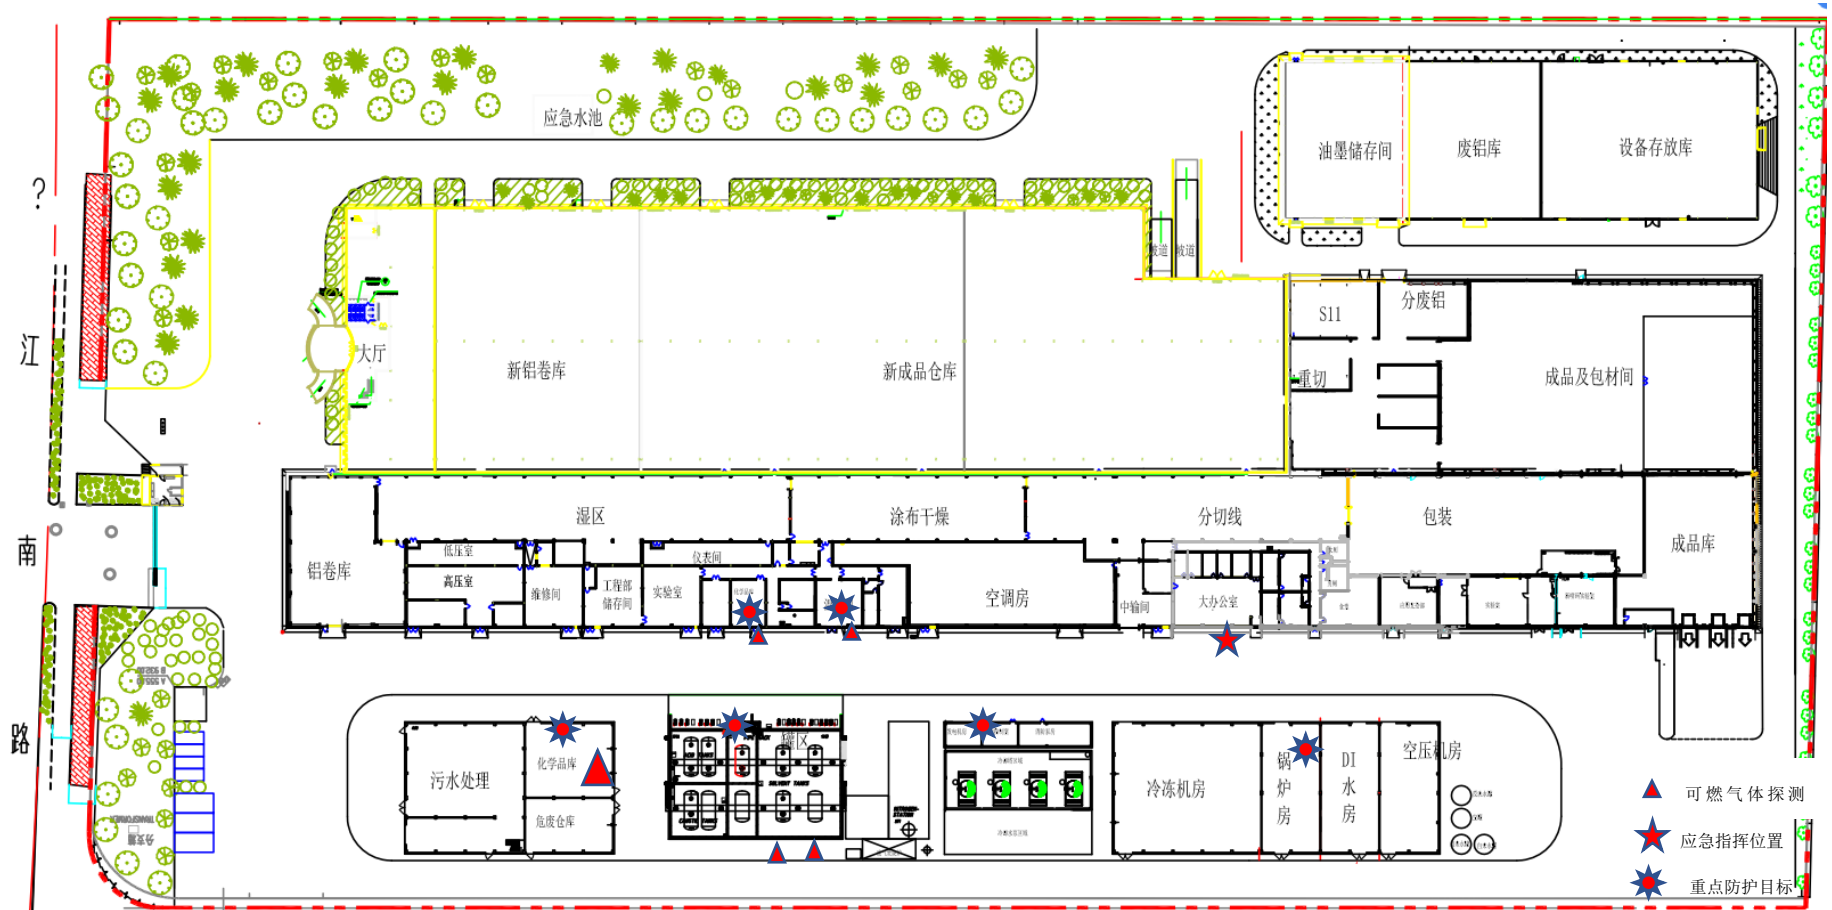 应急水池
油墨储存间
废铝库
设备存放库
?
江
南
路
坡道
坡道
S11
分废铝
大厅
新铝卷库
新成品仓库
重切
成品及包材间
湿区
涂布干燥
分切线
包装
成品库
铝卷库
低压室
高压室
维修间
工程部
储存间
实验室
仪表间
空调房
中输间
大办公室
污水处理
化学品库
危废仓库
罐区
SOLVENT TANKS
冷冻机房
锅
炉
房
DI
水
房
空压机房
分支箱
TRANSFORMER
可燃气体探测
应急指挥位置
重点防护目标